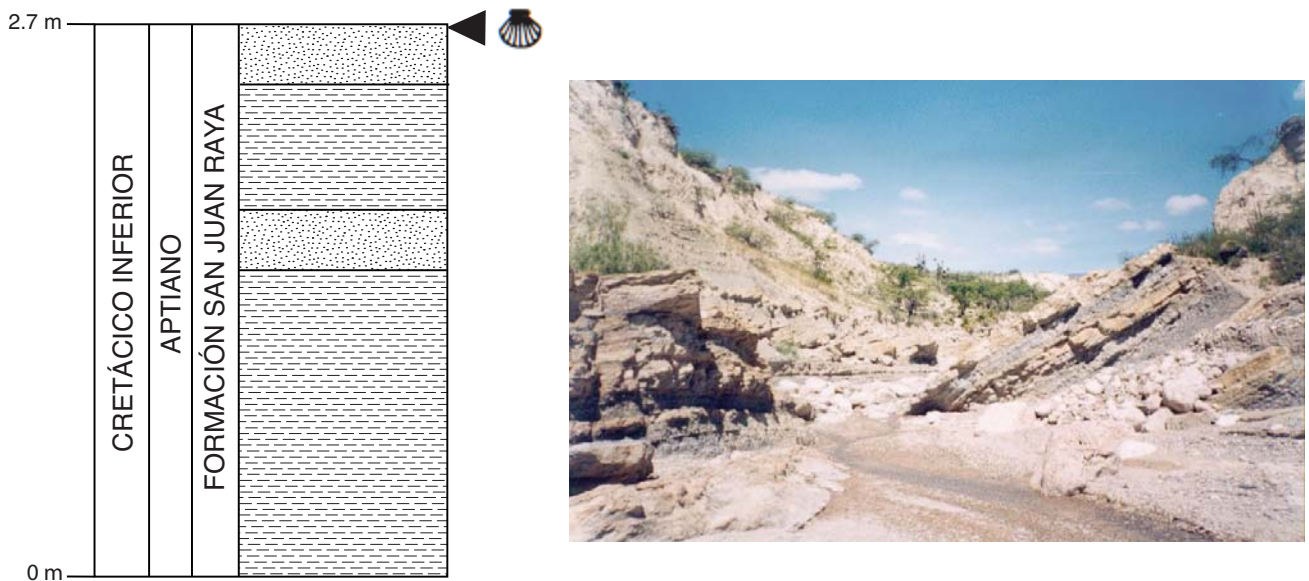 2.7 m
CRETÁCICO INFERIOR
APTIANO
FORMACIÓN SAN JUAN RAYA
0 m